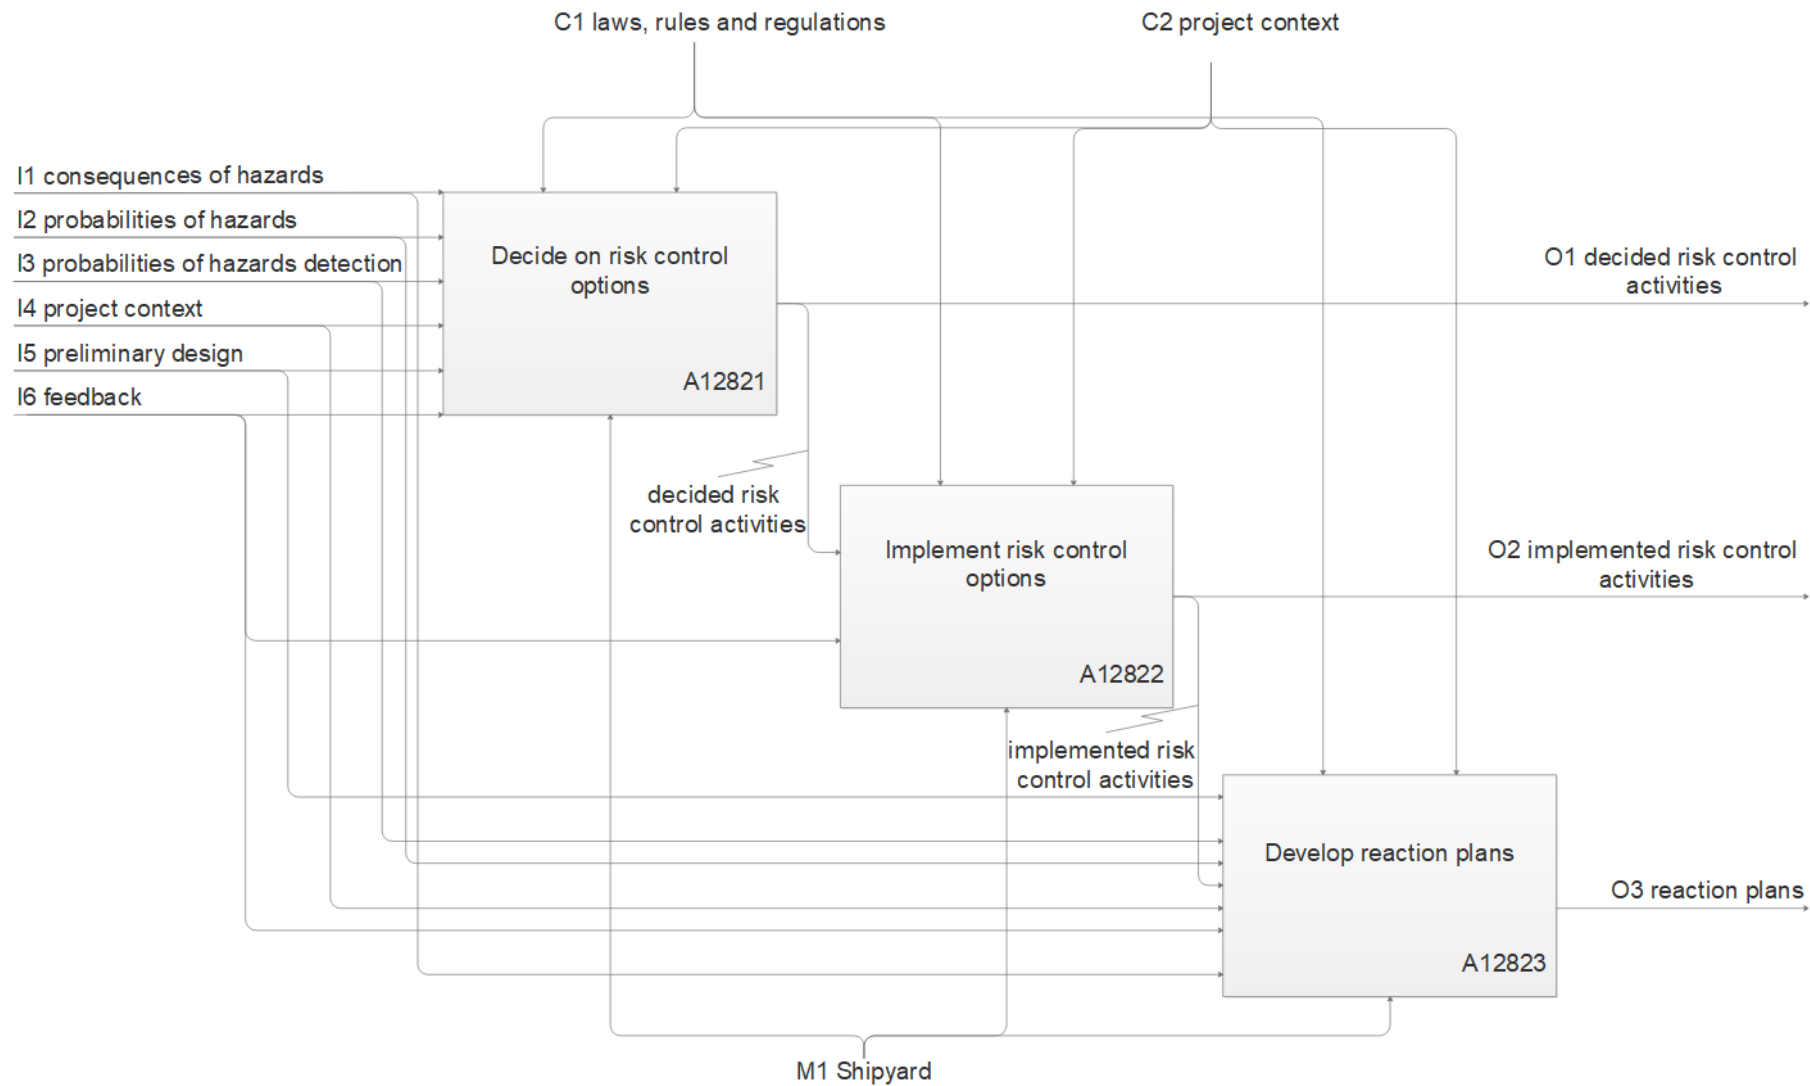 C1 laws, rules and regulations
C2 project context
I1 consequences of hazards
I2 probabilities of hazards
I3 probabilities of hazards detection
I4 project context
I5 preliminary design
I6 feedback
Decide on risk control
options
A12821
O1 decided risk control
activities
decided risk
control activities
Implement risk control
options
A12822
O2 implemented risk control
activities
implemented risk
control activities
Develop reaction plans
A12823
O3 reaction plans
M1 Shipyard